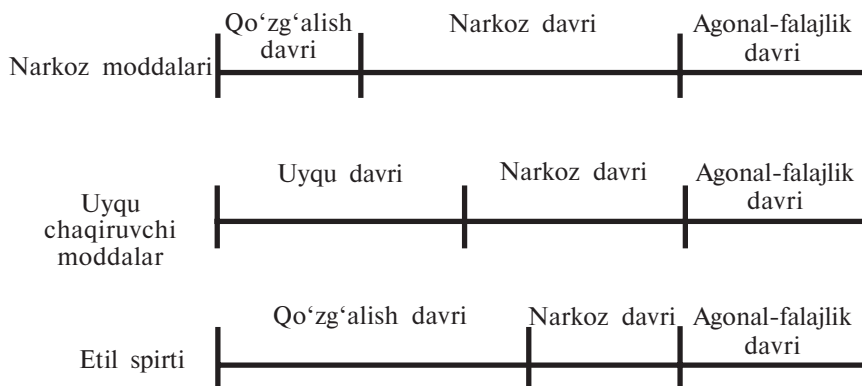 Qo‘zg‘alish
davri
Narkoz davri
Agonal-falajlik
davri
Narkoz moddalari
Uyqu davri
Narkoz davri
Agonal-falajlik
davri
Uyqu
chaqiruvchi
moddalar
Qo‘zg‘alish davri
Narkoz davri
Agonal-falajlik
davri
Etil spirti